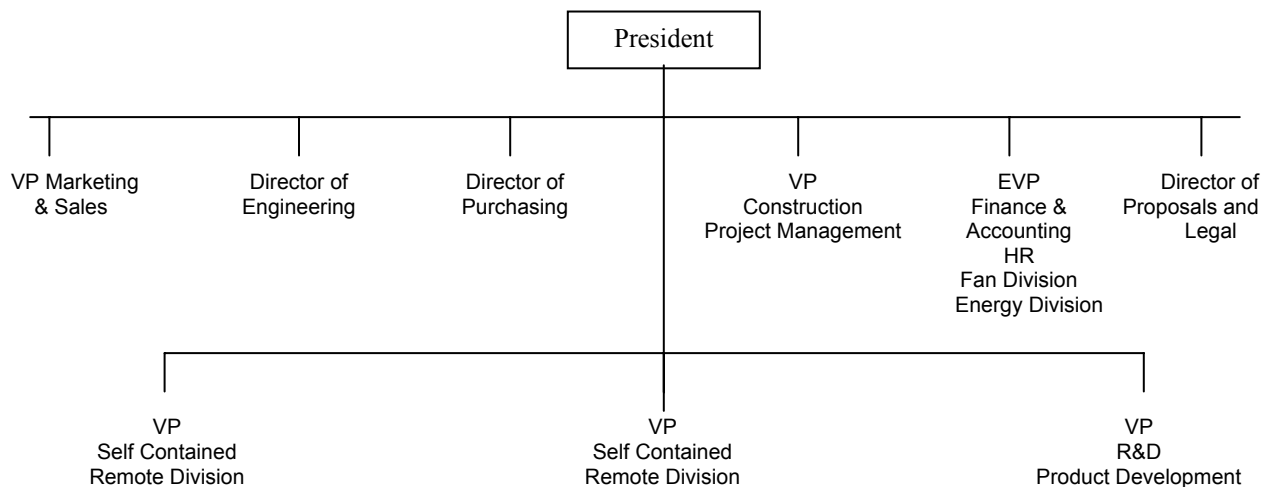 President
VP Marketing
& Sales
Director of
Engineering
Director of
Purchasing
VP
Construction
Project Management
EVP
Finance &
Accounting
HR
Fan Division
Energy Division
Director of
Proposals and
Legal
VP
Self Contained
Remote Division
VP
Self Contained
Remote Division
VP
R&D
Product Development